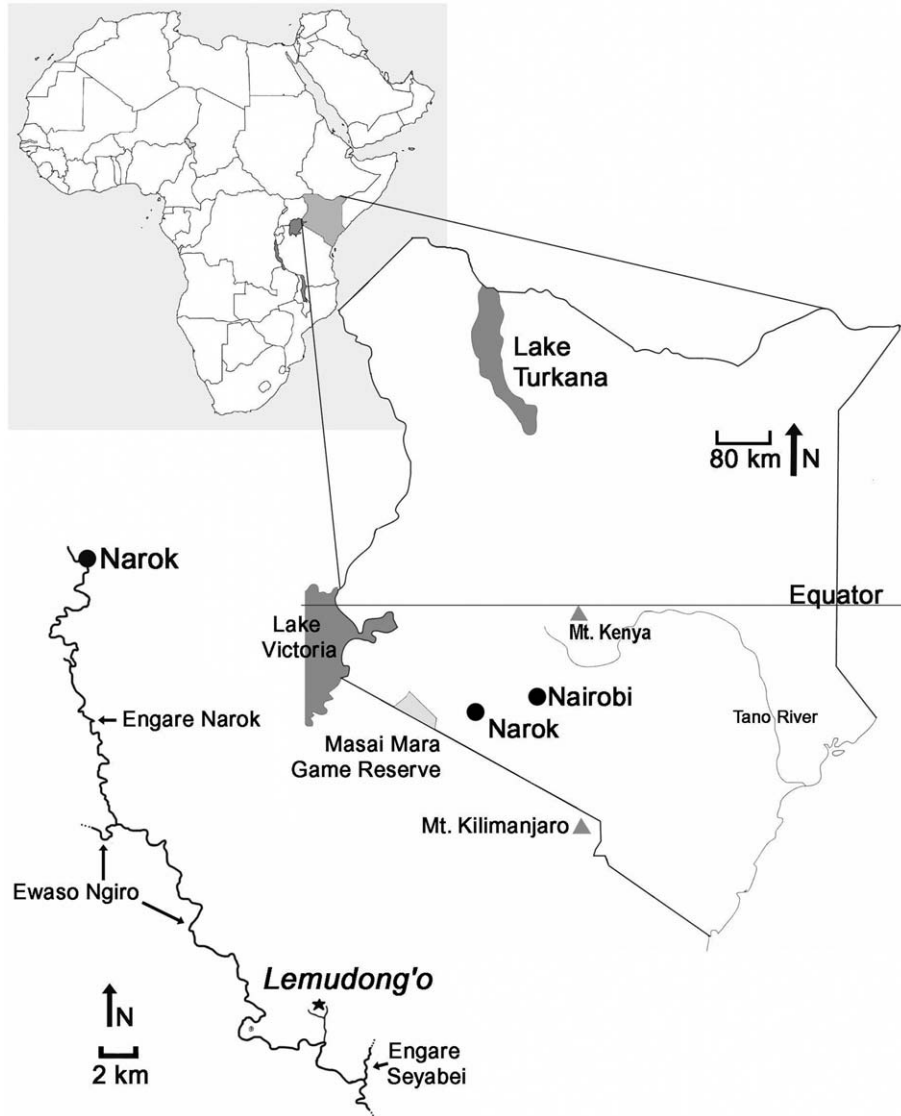 Lake
Turkana
80 km
N
Narok
Equator
Lake
Victoria
Mt. Kenya
Nairobi
Narok
Engare Narok
Tano River
Masai Mara
Game Reserve
Mt. Kilimanjaro
Ewaso Ngiro
Lemudong'o
N
2 km
Engare
Seyabei